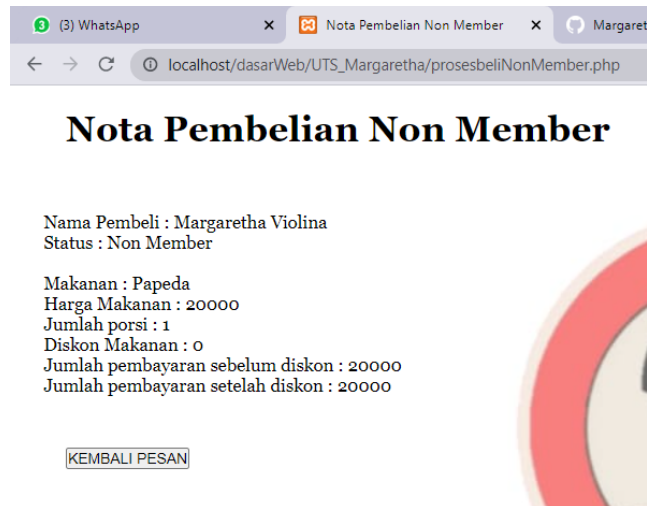 3
(3) WhatsApp
Nota Pembelian Non Member
Margaret
localhost/dasarWeb/UTS_Margaretha/prosesbeliNonMember.php
Nota Pembelian Non Member
Nama Pembeli : Margaretha Violina
Status : Non Member
Makanan : Papeda
Harga Makanan : 20000
Jumlah porsi : 1
Diskon Makanan : 0
Jumlah pembayaran sebelum diskon : 20000
Jumlah pembayaran setelah diskon : 20000
KEMBALI PESAN